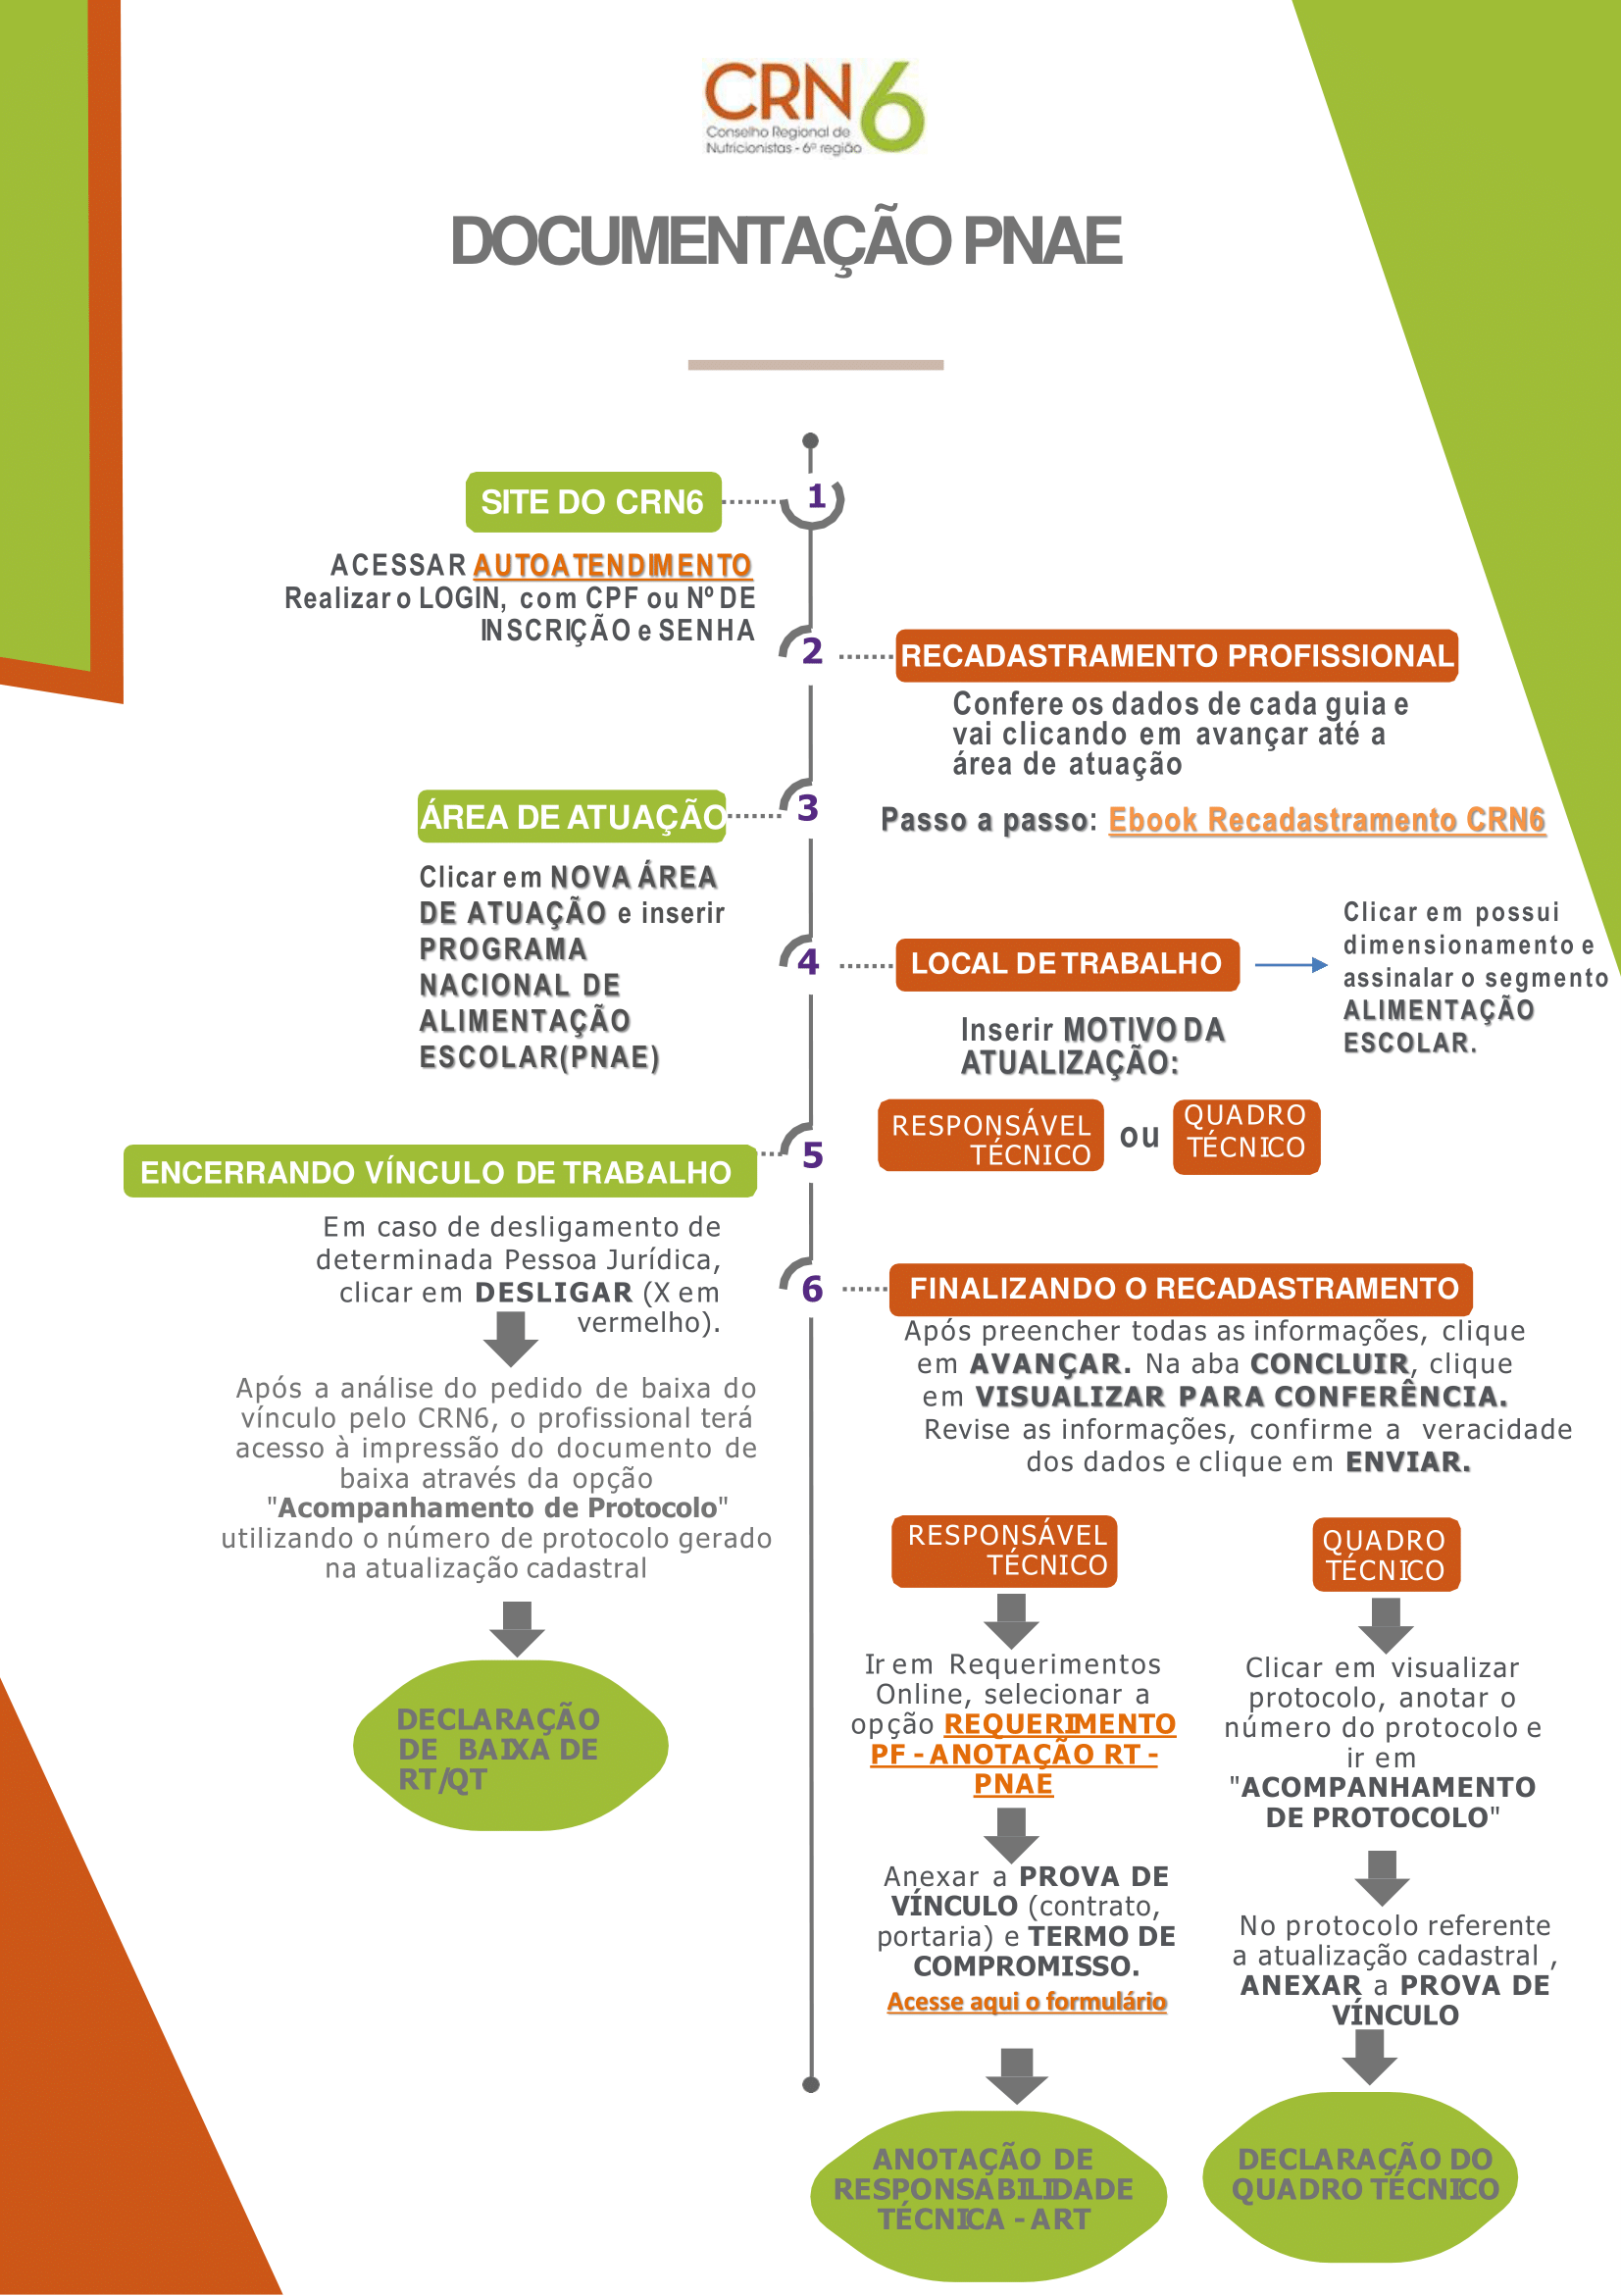 CRN6
Conselho Regional de
Nutricionistas - 6ª região
DOCUMENTAÇÃO PNAE
1
SITE DO CRN6
ACESSAR AUTOATENDIMENTO
Realizar o LOGIN, com CPF ou Nº DE
INSCRIÇÃO e SENHA
2
RECADASTRAMENTO PROFISSIONAL
Confere os dados de cada guia e
vai clicando em avançar até a
área de atuação
Passo a passo: Ebook Recadastramento CRN6
3
ÁREA DE ATUAÇÃO
Clicar em NOVA ÁREA
DE ATUAÇÃO e inserir
PROGRAMA
NACIONAL DE
ALIMENTAÇÃO
ESCOLAR(PNAE)
4
LOCAL DE TRABALHO
Clicar em possui
dimensionamento e
assinalar o segmento
ALIMENTAÇÃO
ESCOLAR.
Inserir MOTIVO DA
ATUALIZAÇÃO:
RESPONSÁVEL
TÉCNICO
ou
QUADRO
TÉCNICO
5
ENCERRANDO VÍNCULO DE TRABALHO
Em caso de desligamento de
determinada Pessoa Jurídica,
clicar em DESLIGAR (X em
vermelho).
Após a análise do pedido de baixa do
vínculo pelo CRN6, o profissional terá
acesso à impressão do documento de
baixa através da opção
"Acompanhamento de Protocolo"
utilizando o número de protocolo gerado
na atualização cadastral
DECLARAÇÃO
DE BAIXA DE
RT/QT
6
FINALIZANDO O RECADASTRAMENTO
Após preencher todas as informações, clique
em AVANÇAR. Na aba CONCLUIR, clique
em VISUALIZAR PARA CONFERÊNCIA.
Revise as informações, confirme a veracidade
dos dados e clique em ENVIAR.
RESPONSÁVEL
TÉCNICO
Ir em Requerimentos
Online, selecionar a
opção REQUERIMENTO
PF - ANOTAÇÃO RT -
PNAE
Anexar a PROVA DE
VÍNCULO (contrato,
portaria) e TERMO DE
COMPROMISSO.
Acesse aqui o formulário
ANOTAÇÃO DE
RESPONSABILIDADE
TÉCNICA - ART
QUADRO
TÉCNICO
Clicar em visualizar
protocolo, anotar o
número do protocolo e
ir em
"ACOMPANHAMENTO
DE PROTOCOLO"
No protocolo referente
a atualização cadastral ,
ANEXAR a PROVA DE
VÍNCULO
DECLARAÇÃO DO
QUADRO TÉCNICO